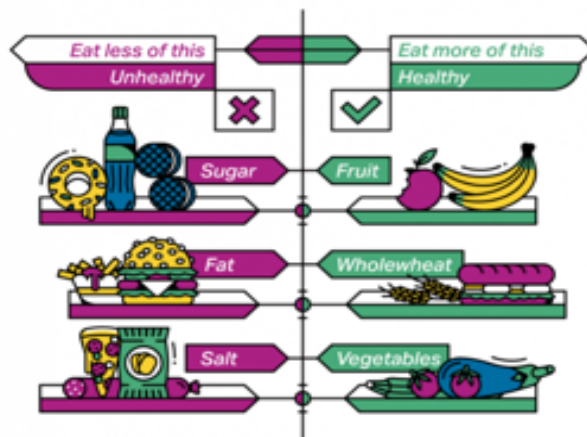 Eat less of this
Unhealthy
Eat more of this
Healthy
Sugar
Fruit
Fat
Wholewheat
Salt
Vegetables